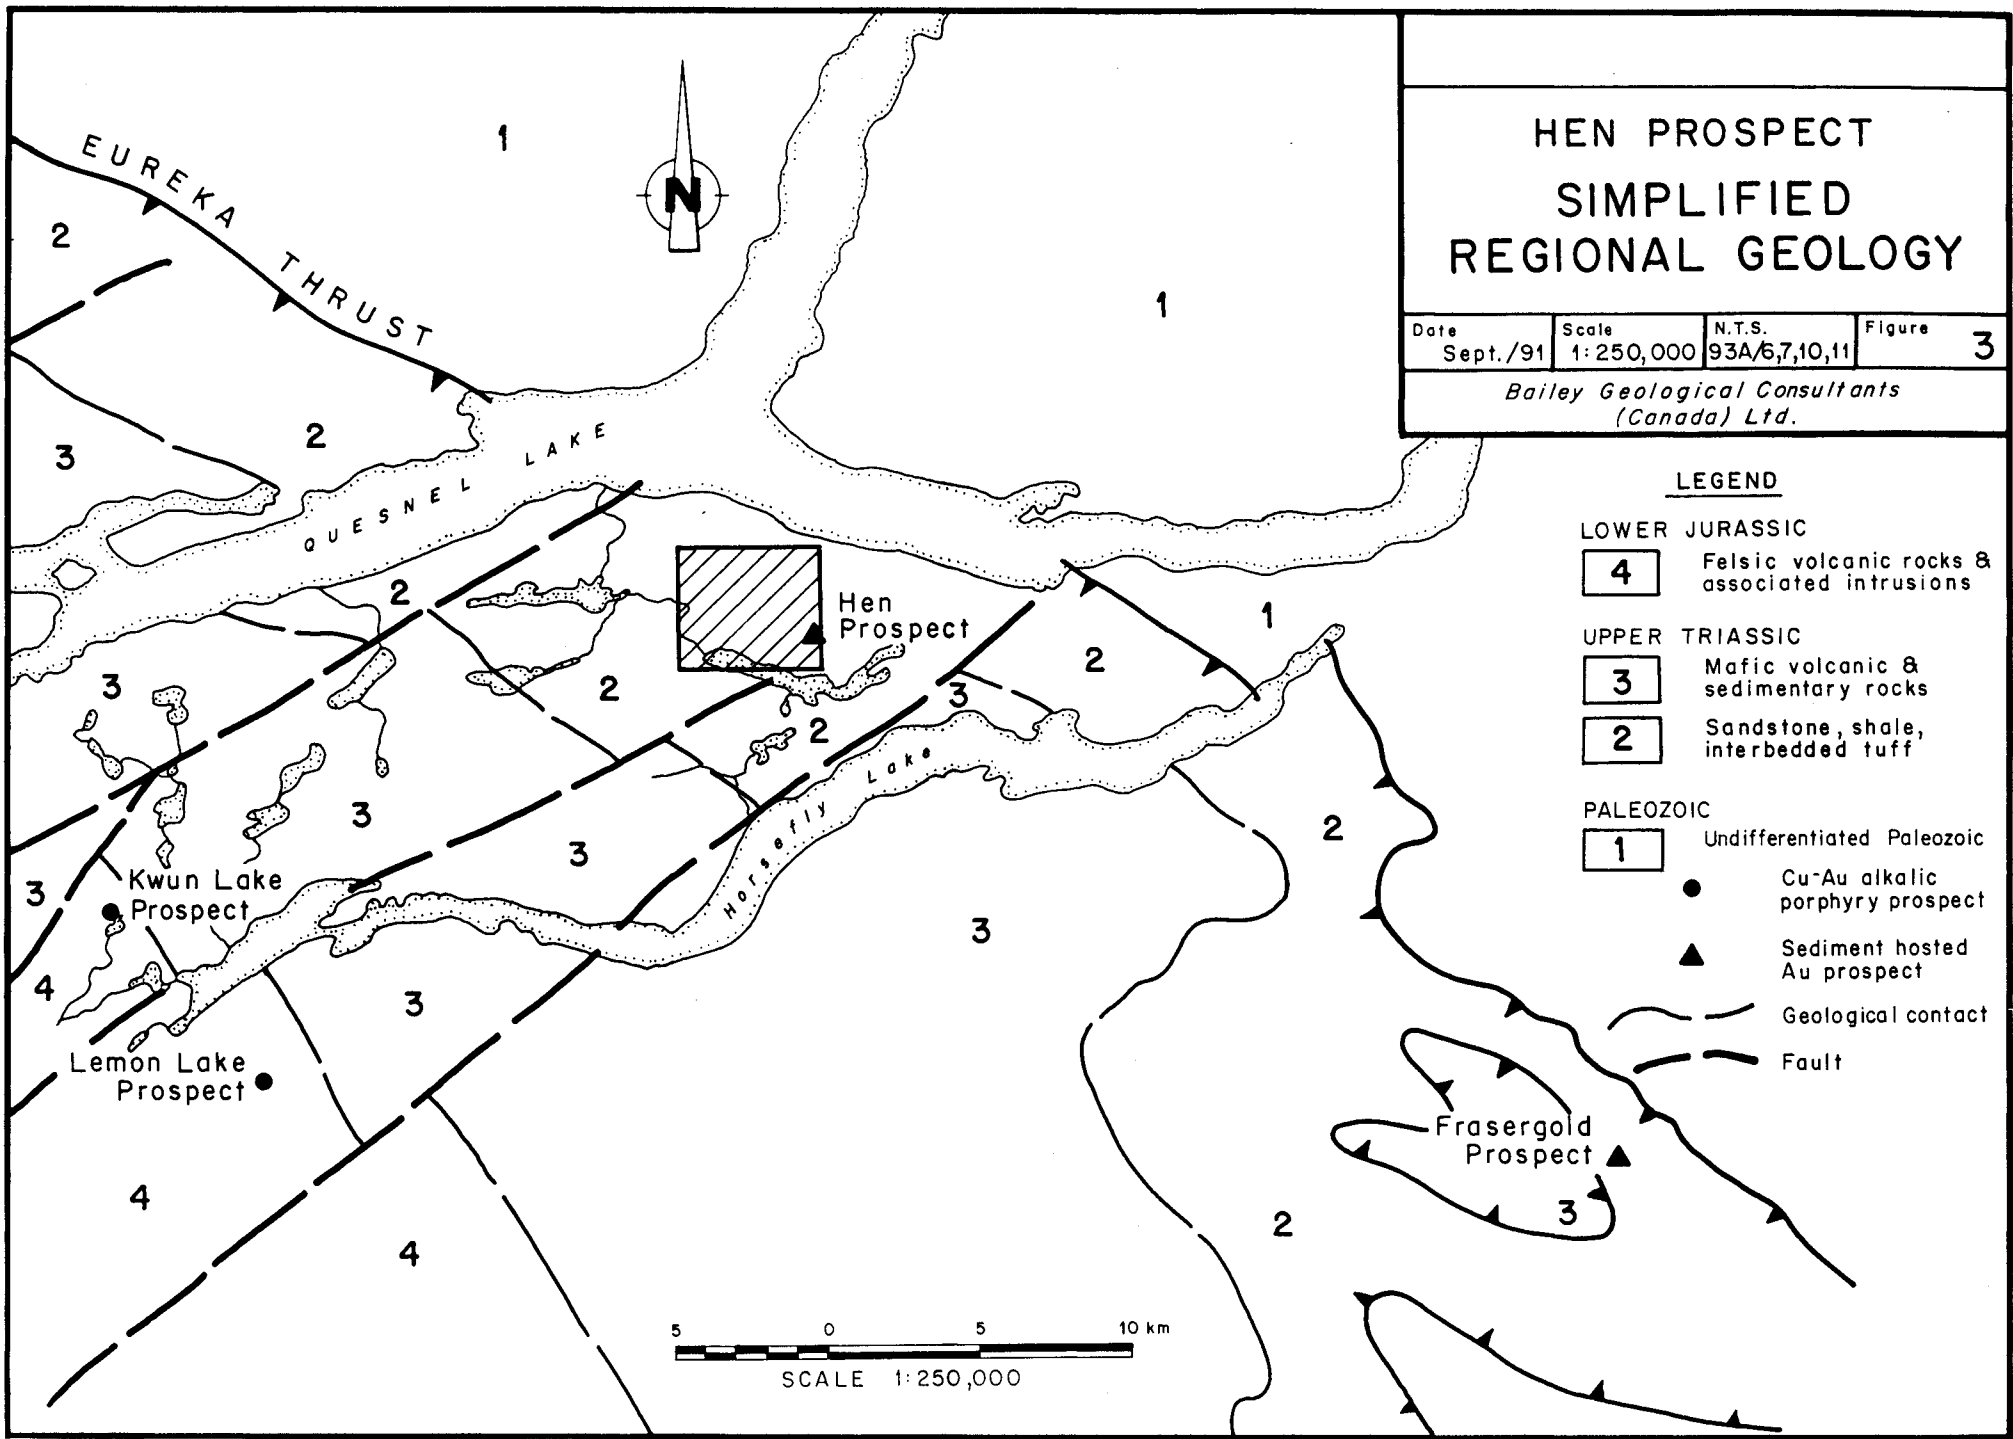 HEN PROSPECT
SIMPLIFIED
REGIONAL GEOLOGY
Date Sept./91
Scale 1:250,000
N.T.S. 93A/6,7,10,11
Figure 3
Bailey Geological Consultants
(Canada) Ltd.
LEGEND
LOWER JURASSIC
4 Felsic volcanic rocks &
associated intrusions
UPPER TRIASSIC
3 Mafic volcanic &
sedimentary rocks
2 Sandstone, shale,
interbedded tuff
PALEOZOIC
1 Undifferentiated Paleozoic
Cu-Au alkalic
porphyry prospect
Sediment hosted
Au prospect
Geological contact
Fault
EUREKA THRUST
1
N
2
1
2
3
QUESNEL LAKE
2
Hen
Prospect
1
2
3
2
3
2
Horsefly Lake
3
3
2
Kwun Lake
Prospect
3
3
4
3
Lemon Lake
Prospect
Frasergold
Prospect
4
3
2
4
5 0 5 10 km
SCALE 1:250,000